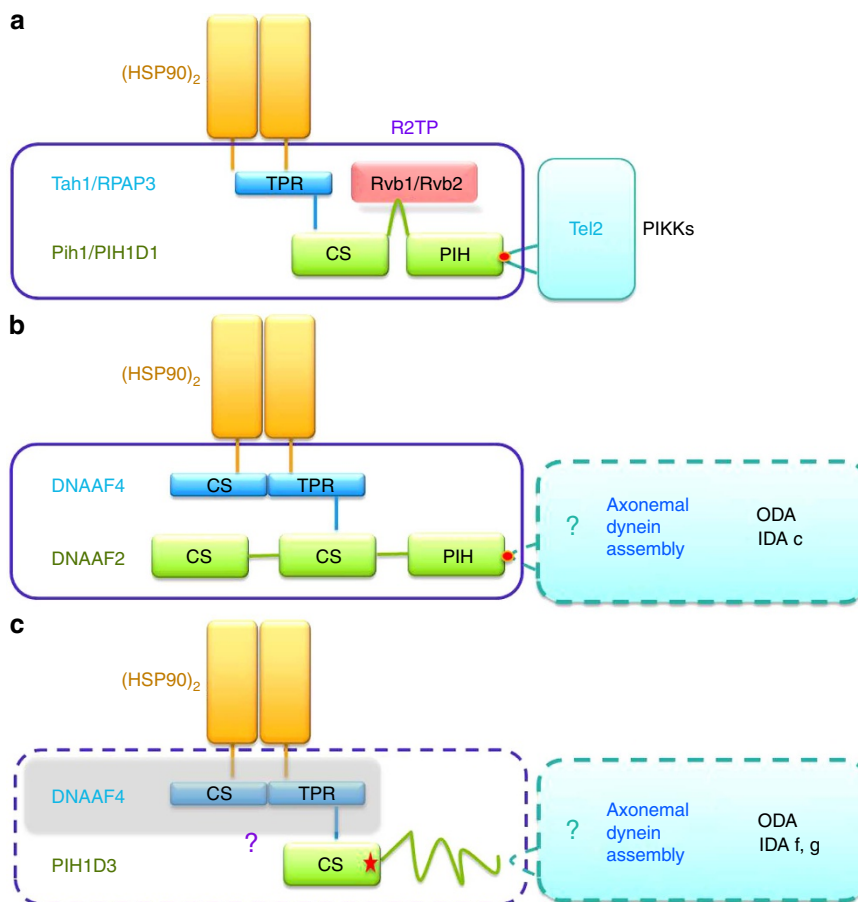 a
(HSP90)2
R2TP
Tah1/RPAP3
TPR
Rvb1/Rvb2
Tel2
PIKKs
Pih1/PIH1D1
CS
PIH
b
(HSP90)2
DNAAF4
CS
TPR
?
Axonemal
dynein
assembly
ODA
IDA c
DNAAF2
CS
CS
PIH
c
(HSP90)2
DNAAF4
CS
TPR
?
Axonemal
dynein
assembly
ODA
IDA f, g
?
PIH1D3
CS